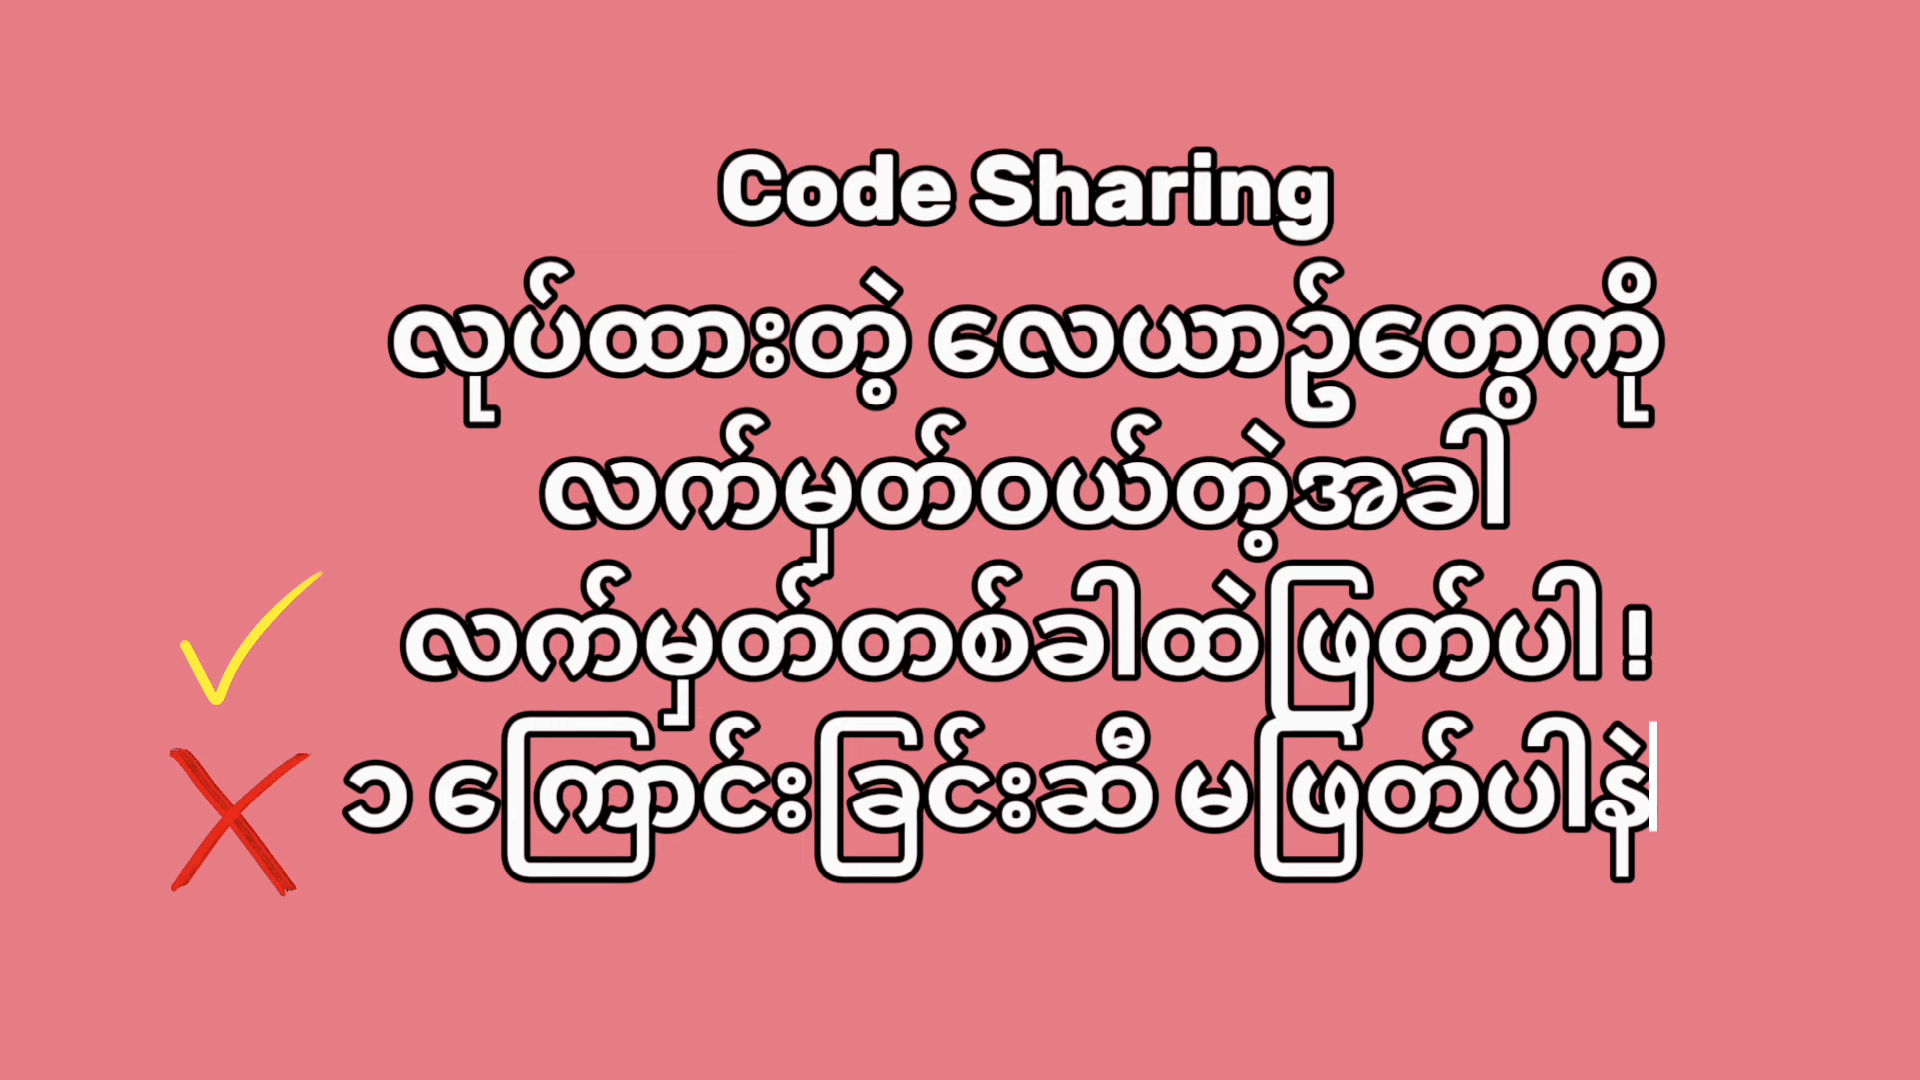 Code Sharing
လုပ်ထားတဲ့ လေယာဉ်တွေကို
လက်မှတ်ဝယ်တဲ့အခါ
လက်မှတ်တစ်ခါထဲဖြတ်ပါ !
၁ ကြောင်းခြင်းဆီ မဖြတ်ပါနဲ